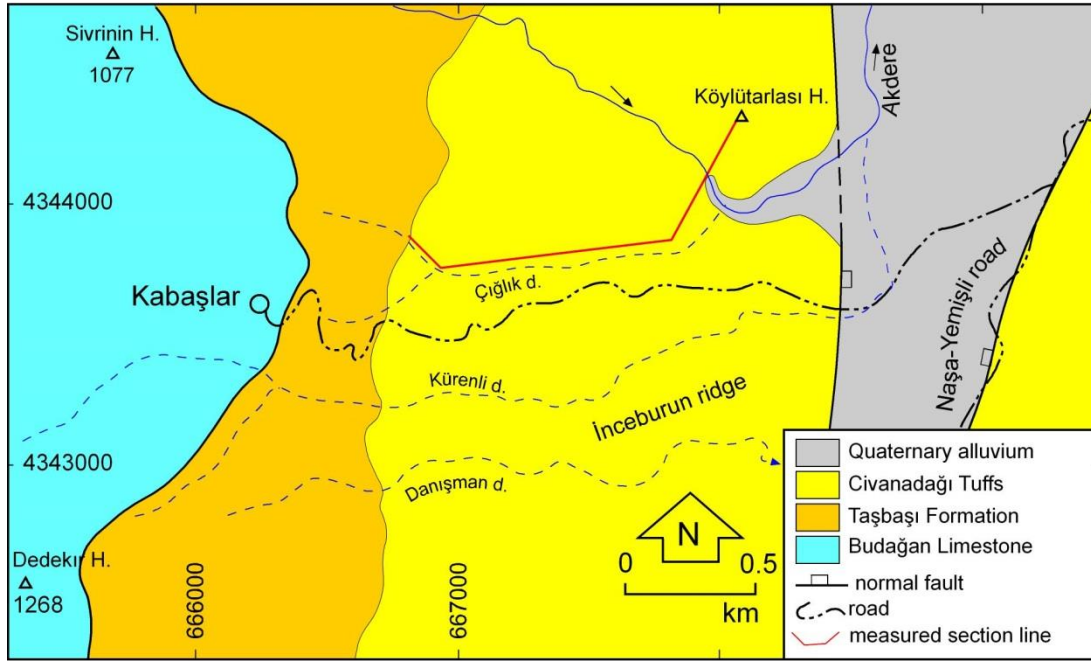 Sivrinin H.
1077
Köylütarlası H.
Akdere
4344000
Çığlık d.
Kabaşlar
Naşa-Yemişli road
Kürenli d.
İnceburun ridge
4343000
Danışman d.
Dedekır H.
1268
666000
667000
N
0 0.5
km
Quaternary alluvium
Civanadağı Tuffs
Taşbaşı Formation
Budağan Limestone
normal fault
road
measured section line